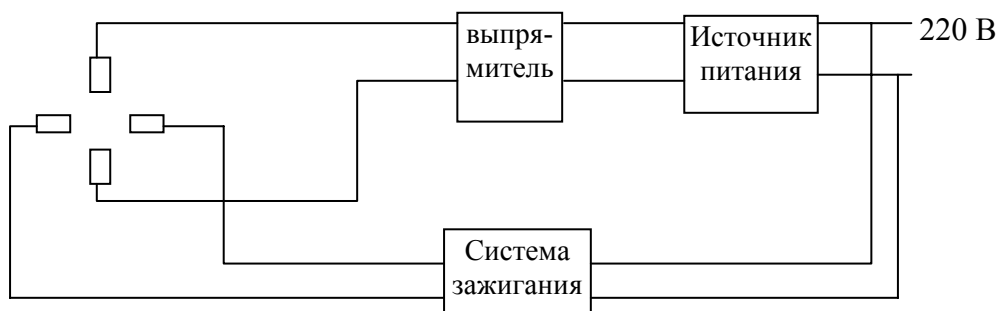 выпря-
митель
Источник
питания
220 В
Система
зажигания